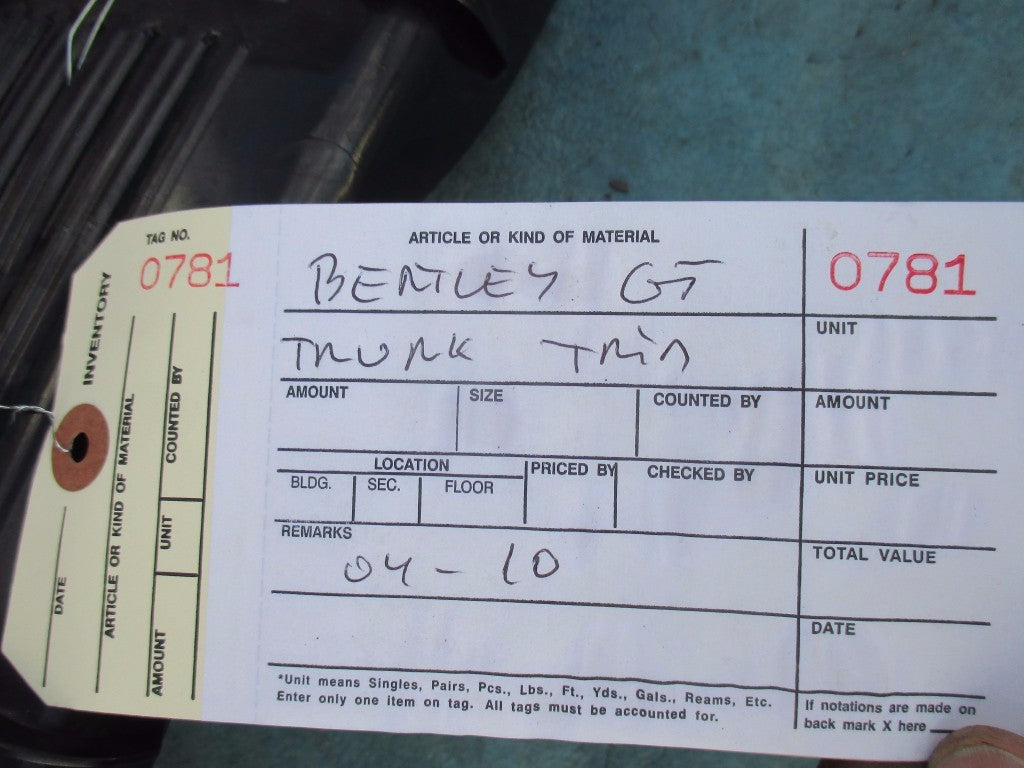 TAG NO.
0781
INVENTORY
ARTICLE OR KIND OF MATERIAL
DATE
COUNTED BY
UNIT
AMOUNT
ARTICLE OR KIND OF MATERIAL
BENTLEY GT
TRUNK TRIM
0781
UNIT
AMOUNT SIZE COUNTED BY AMOUNT
LOCATION PRICED BY CHECKED BY UNIT PRICE
BLDG. SEC. FLOOR
REMARKS
04-10
TOTAL VALUE
DATE
*Unit means Singles, Pairs, Pcs., Lbs., Ft., Yds., Gals., Reams, Etc.
Enter only one item on tag. All tags must be accounted for.
If notations are made on
back mark X here